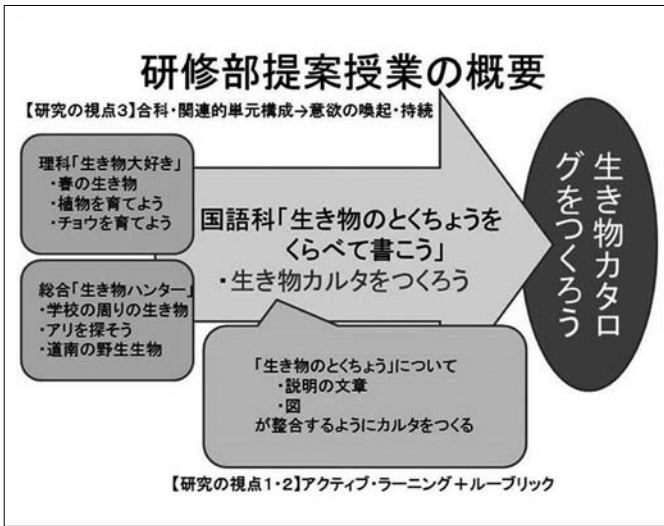 研修部提案授業の概要
【研究の視点3】合科・関連的単元構成→意欲の喚起・持続
理科「生き物大好き」
・春の生き物
・植物を育てよう
・チョウを育てよう
総合「生き物ハンター」
・学校の周りの生き物
・アリを探そう
・道南の野生生物
国語科「生き物のとくちょうを
くらべて書こう」
・生き物カルタをつくろう
「生き物のとくちょう」について
・説明の文章
・図
が整合するようにカルタをつくる
【研究の視点1・2】アクティブ・ラーニング＋ルーブリック
生き物カタロ
グをつくろう